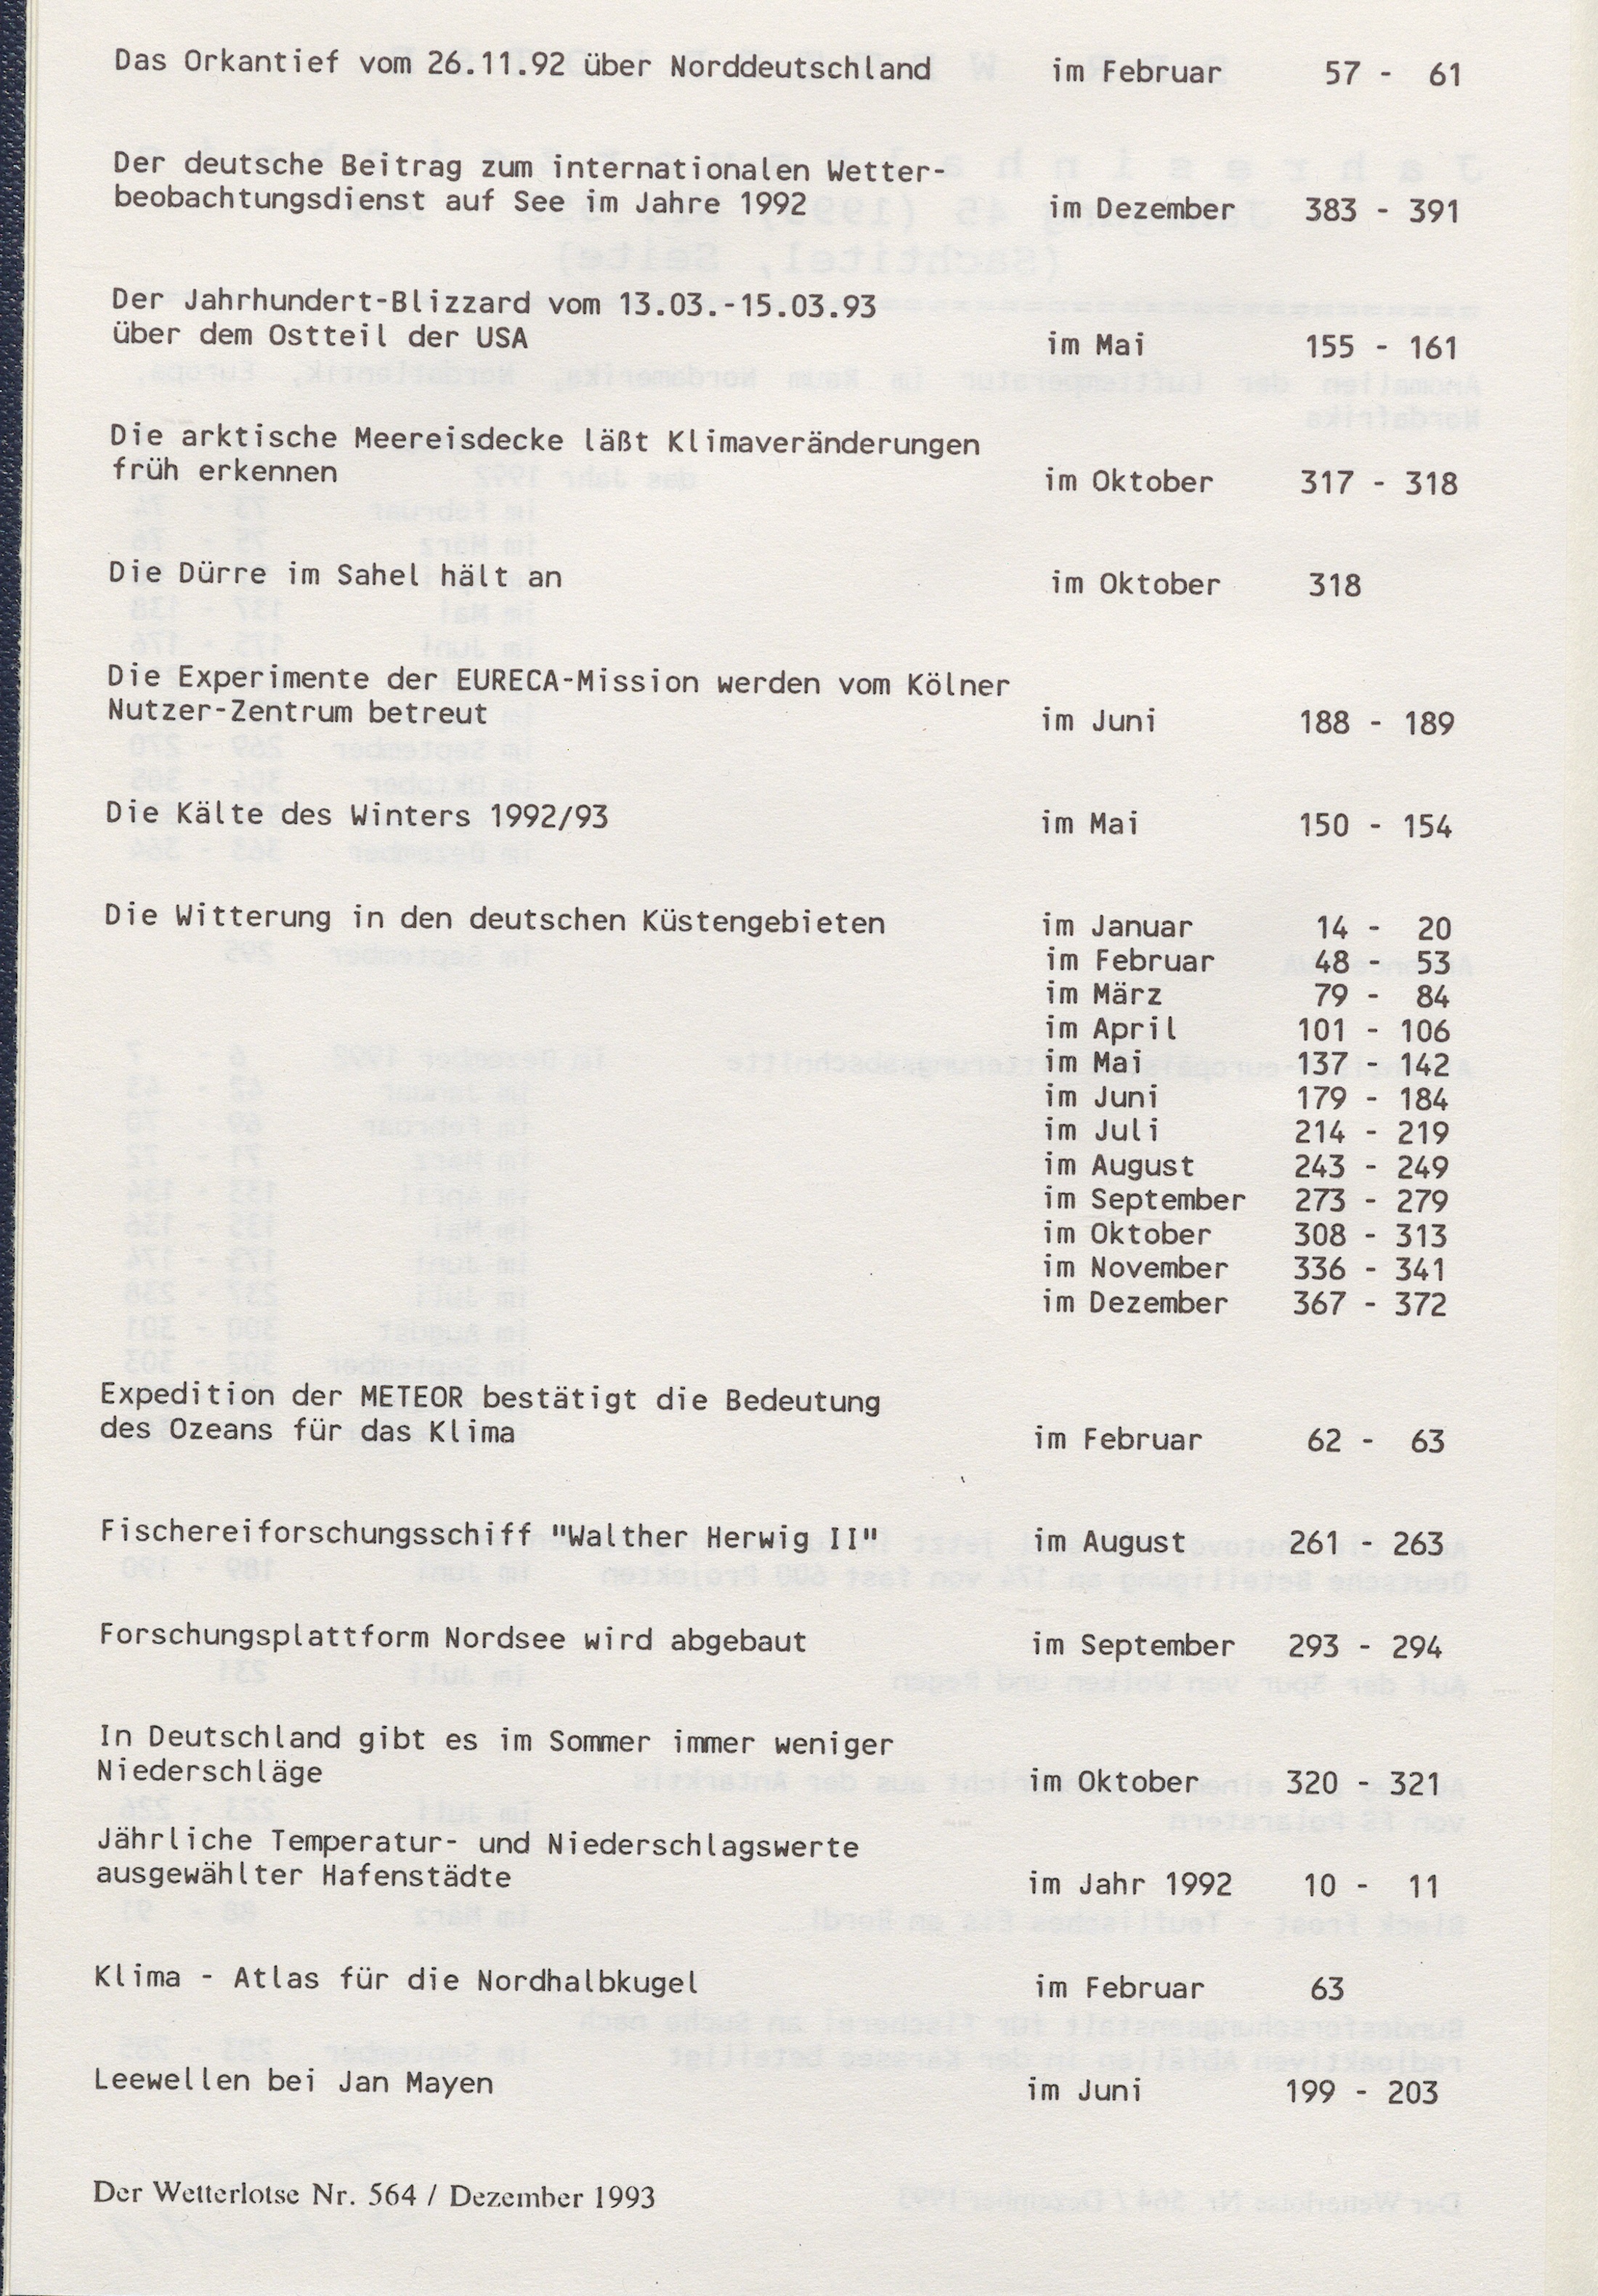 Das Orkantief vom 26.11.92 über Norddeutschland im Februar 57 - 61
Der deutsche Beitrag zum internationalen Wetter-
beobachtungsdienst auf See im Jahre 1992 im Dezember 383 - 391
Der Jahrhundert-Blizzard vom 13.03.-15.03.93
über dem Ostteil der USA im Mai 155 - 161
Die arktische Meereisdecke läßt Klimaveränderungen
früh erkennen im Oktober 317 - 318
Die Dürre im Sahel hält an im Oktober 318
Die Experimente der EURECA-Mission werden vom Kölner
Nutzer-Zentrum betreut im Juni 188 - 189
Die Kälte des Winters 1992/93 im Mai 150 - 154
Die Witterung in den deutschen Küstengebieten im Januar 14 - 20
im Februar 48 - 53
im März 79 - 84
im April 101 - 106
im Mai 137 - 142
im Juni 179 - 184
im Juli 214 - 219
im August 243 - 249
im September 273 - 279
im Oktober 308 - 313
im November 336 - 341
im Dezember 367 - 372
Expedition der METEOR bestätigt die Bedeutung
des Ozeans für das Klima im Februar 62 - 63
Fischereiforschungsschiff "Walther Herwig II" im August 261 - 263
Forschungsplattform Nordsee wird abgebaut im September 293 - 294
In Deutschland gibt es im Sommer immer weniger
Niederschläge im Oktober 320 - 321
Jährliche Temperatur- und Niederschlagswerte
ausgewählter Hafenstädte im Jahr 1992 10 - 11
Klima - Atlas für die Nordhalbkugel im Februar 63
Leewellen bei Jan Mayen im Juni 199 - 203
Der Wetterlotse Nr. 564 / Dezember 1993